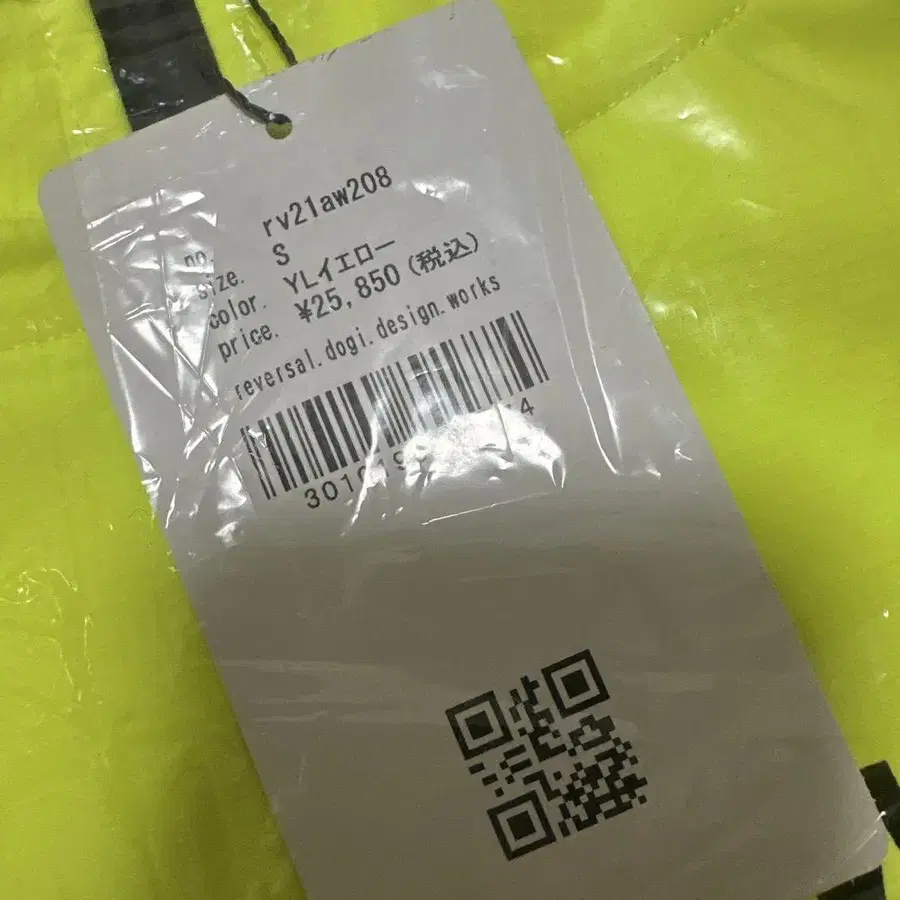 no. rv21aw208
size. S
color. YLイエロー
price. ¥25,850(税込)
reversal.dogi.design.works